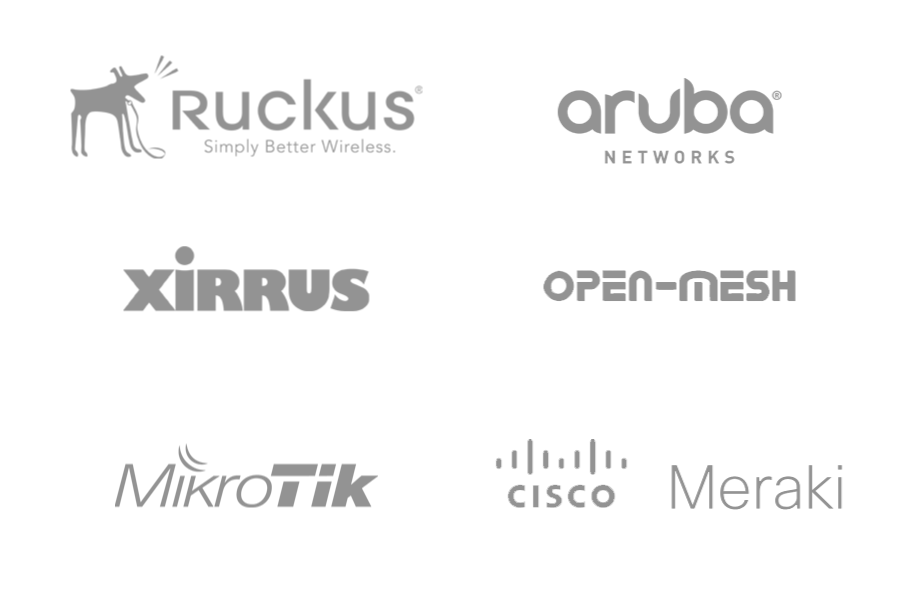 Ruckus®
Simply Better Wireless.
aruba®
NETWORKS
XiRRUS
OPEN-MESH
MikroTik
CISCO Meraki